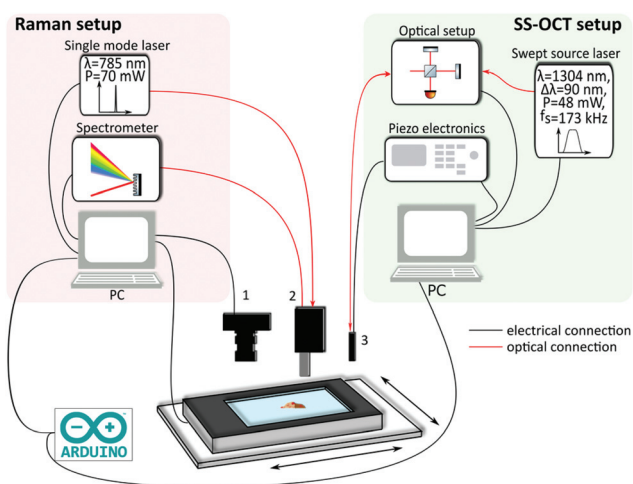 Raman setup
Single mode laser
λ=785 nm
P=70 mW
Spectrometer
PC
SS-OCT setup
Optical setup
Swept source laser
λ=1304 nm,
Δλ=90 nm,
P=48 mW,
fs=173 kHz
Piezo electronics
PC
1
2
3
electrical connection
optical connection
ARDUINO